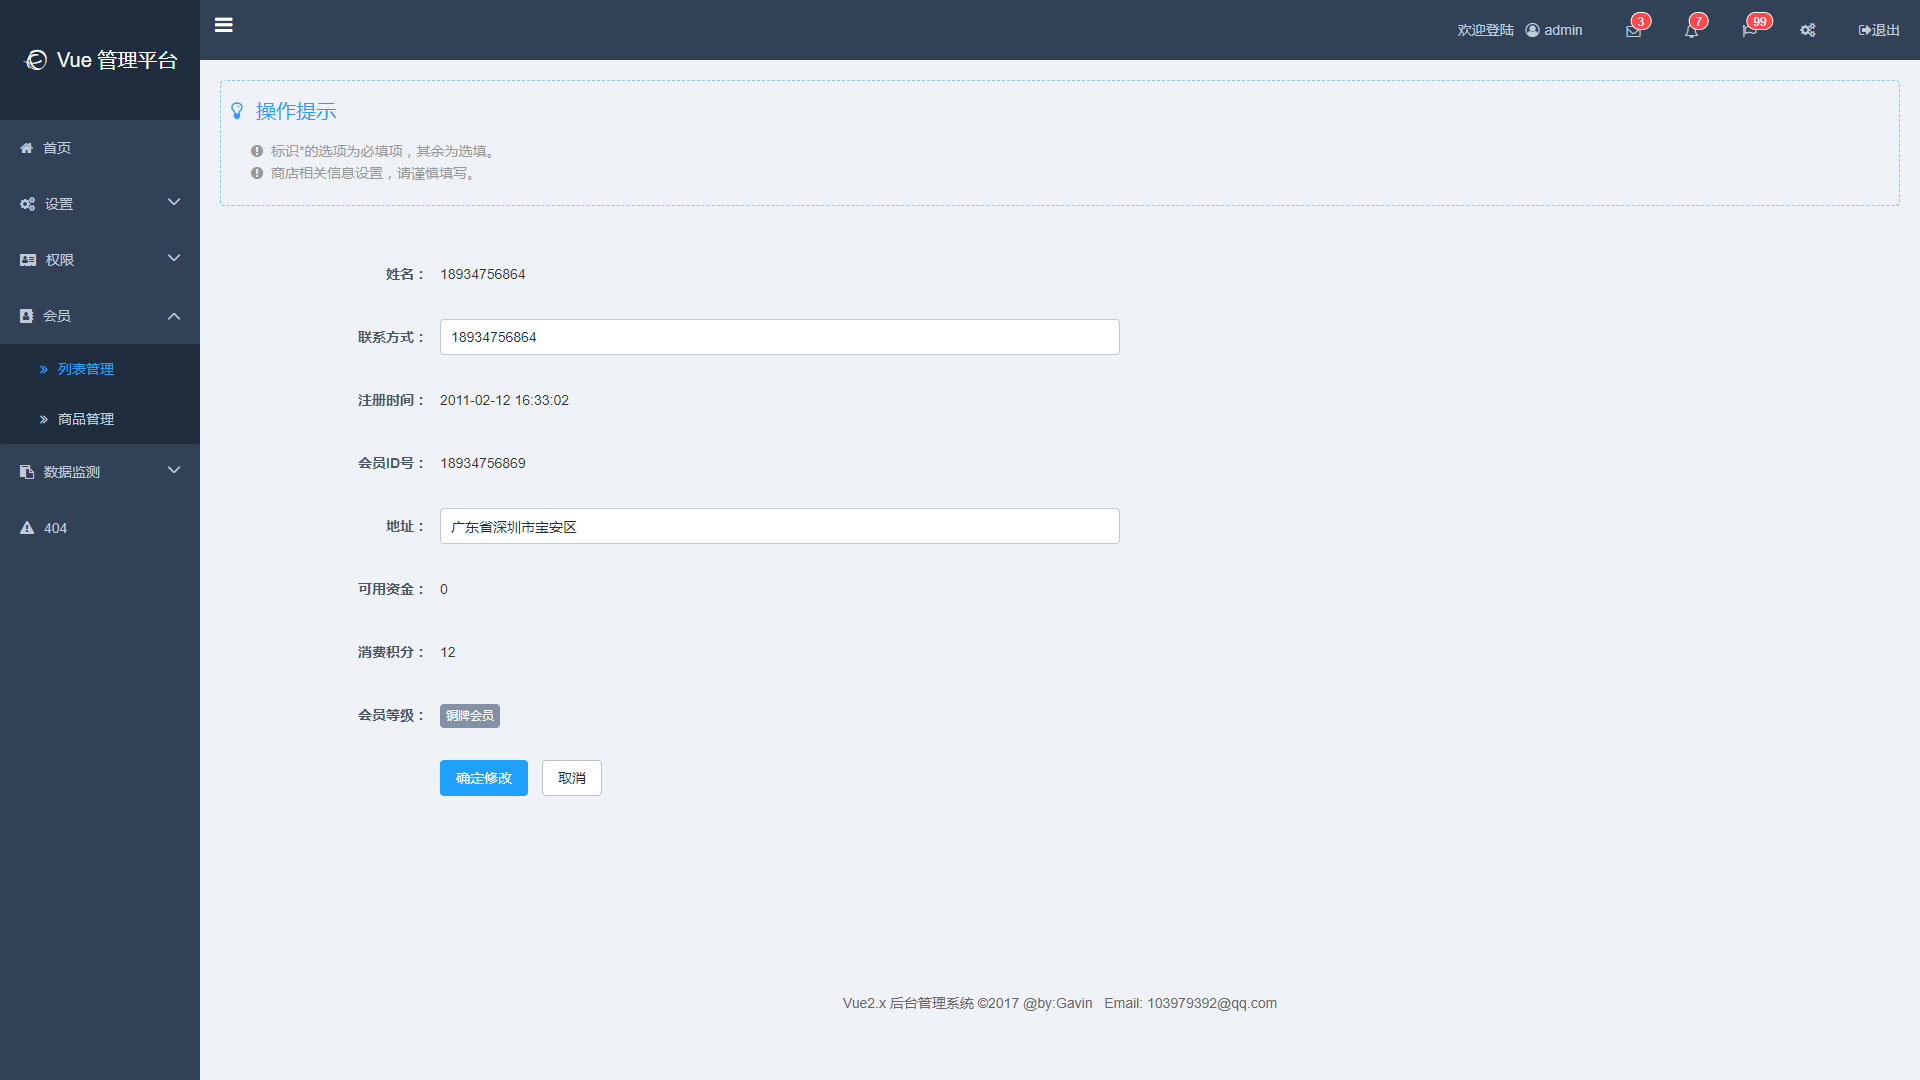 Vue 管理平台
欢迎登陆 admin 3 7 99 退出
首页
设置
权限
会员
列表管理
商品管理
数据监测
404
操作提示
标识*的选项为必填项，其余为选填。
商店相关信息设置，请谨慎填写。
姓名： 18934756864
联系方式： 18934756864
注册时间： 2011-02-12 16:33:02
会员ID号： 18934756869
地址： 广东省深圳市宝安区
可用资金： 0
消费积分： 12
会员等级： 铜牌会员
确定修改 取消
Vue2.x 后台管理系统 ©2017 @by:Gavin Email: 103979392@qq.com